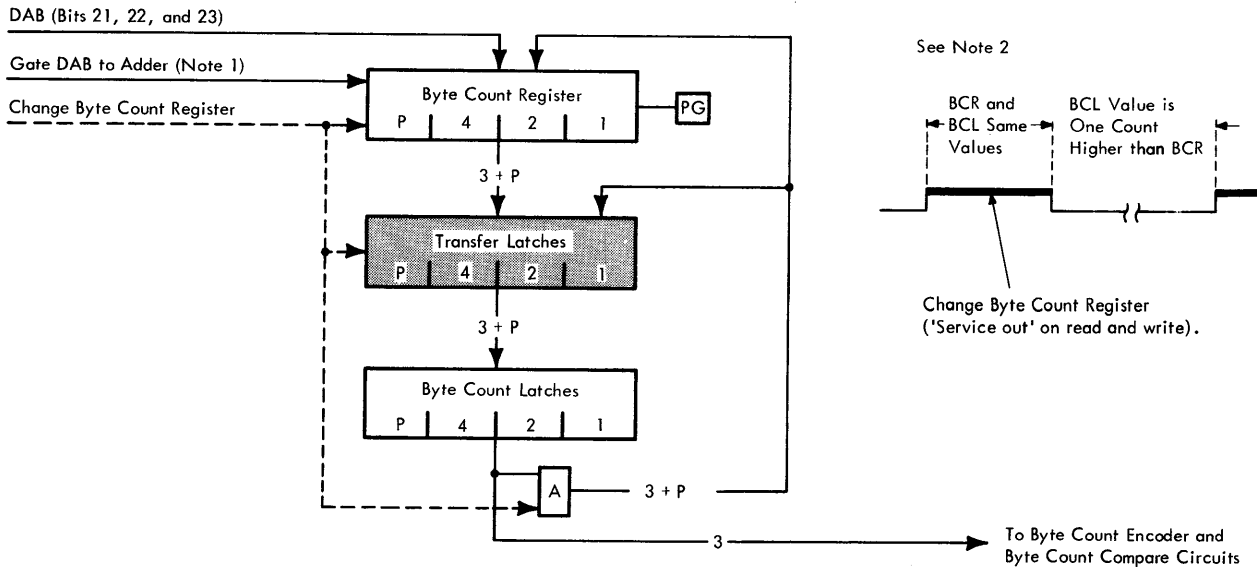 DAB (Bits 21, 22, and 23)
Gate DAB to Adder (Note 1)
Change Byte Count Register
Byte Count Register
P 4 2 1
PG
3 + P
Transfer Latches
P 4 2 1
3 + P
Byte Count Latches
P 4 2 1
A
3 + P
3
To Byte Count Encoder and
Byte Count Compare Circuits
See Note 2
BCR and
BCL Same
Values
BCL Value is
One Count
Higher than BCR
Change Byte Count Register
('Service out' on read and write).